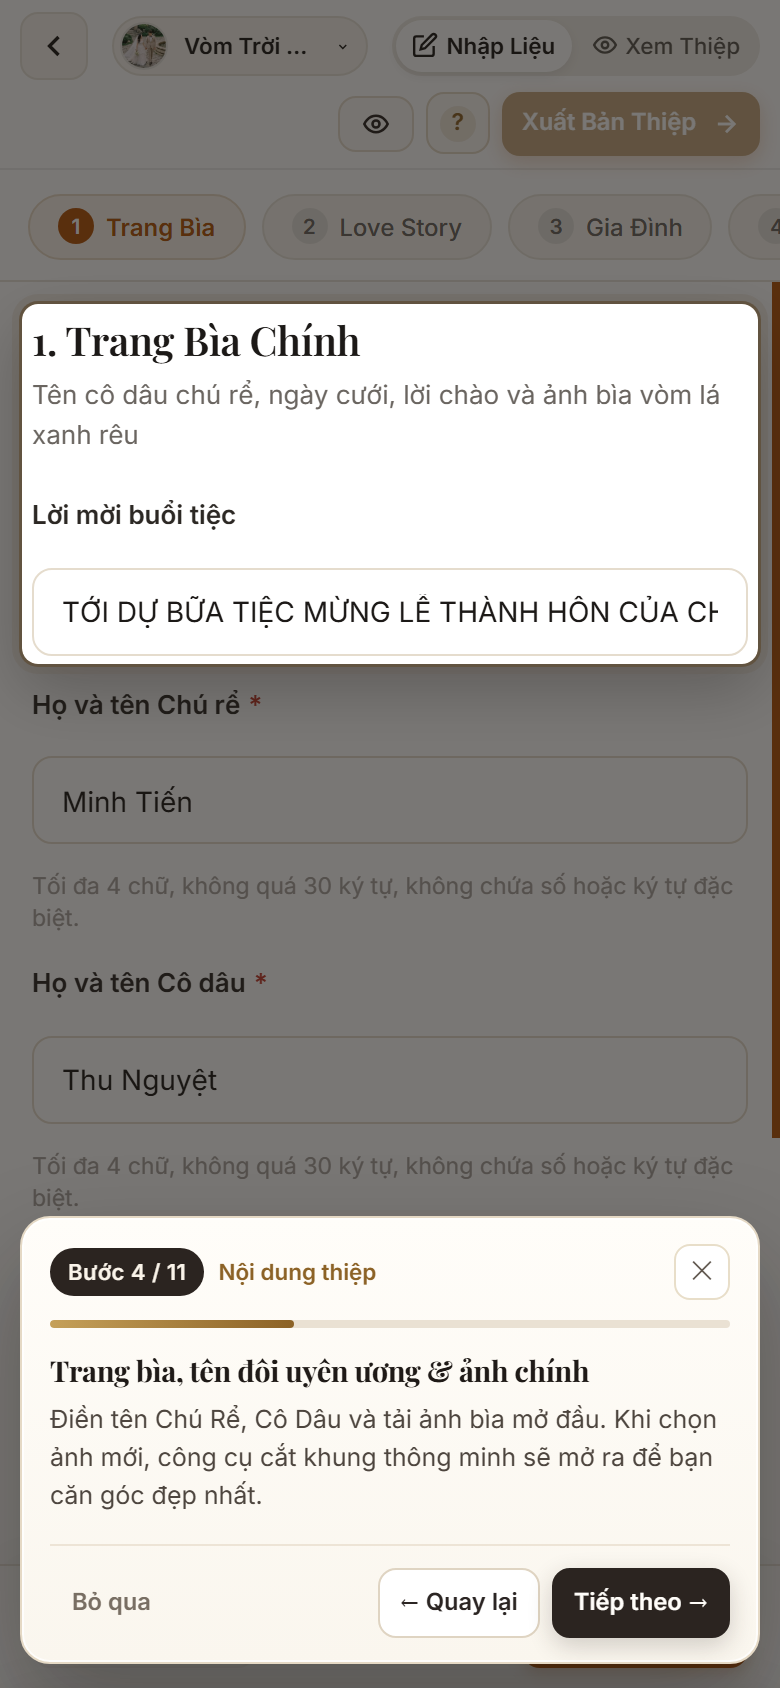 Vòm Trời ...
Nhập Liệu
Xem Thiệp
?
Xuất Bản Thiệp →
1 Trang Bìa
2 Love Story
3 Gia Đình
4
1. Trang Bìa Chính
Tên cô dâu chú rể, ngày cưới, lời chào và ảnh bìa vòm lá
xanh rêu
Lời mời buổi tiệc
TỚI DỰ BỮA TIỆC MỪNG LỄ THÀNH HÔN CỦA CH
Họ và tên Chú rể *
Minh Tiến
Tối đa 4 chữ, không quá 30 ký tự, không chứa số hoặc ký tự đặc
biệt.
Họ và tên Cô dâu *
Thu Nguyệt
Tối đa 4 chữ, không quá 30 ký tự, không chứa số hoặc ký tự đặc
biệt.
Bước 4 / 11
Nội dung thiệp
Trang bìa, tên đôi uyên ương & ảnh chính
Điền tên Chú Rể, Cô Dâu và tải ảnh bìa mở đầu. Khi chọn
ảnh mới, công cụ cắt khung thông minh sẽ mở ra để bạn
căn góc đẹp nhất.
Bỏ qua
← Quay lại
Tiếp theo →